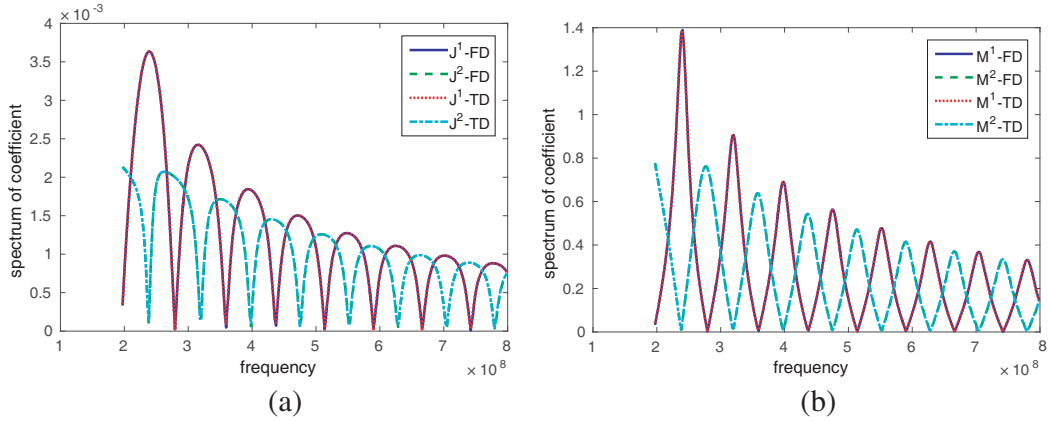 × 10⁻³
4
3.5
3
2.5
2
1.5
1
0.5
0
spectrum of coefficient
J¹-FD
J²-FD
J¹-TD
J²-TD
1 2 3 4 5 6 7 8
frequency
× 10⁸
(a)
1.4
1.2
1
0.8
0.6
0.4
0.2
0
spectrum of coefficient
M¹-FD
M²-FD
M¹-TD
M²-TD
1 2 3 4 5 6 7 8
frequency
× 10⁸
(b)